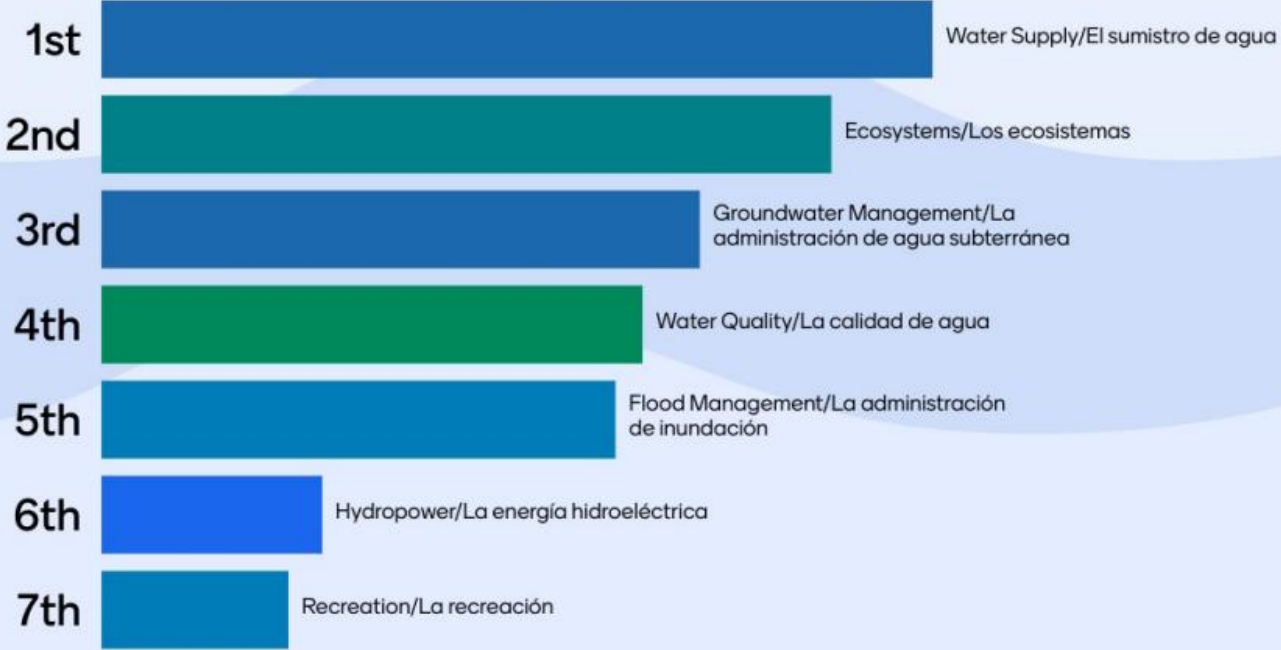 1st
Water Supply/El sumistro de agua
2nd
Ecosystems/Los ecosistemas
3rd
Groundwater Management/La
administración de agua subterránea
4th
Water Quality/La calidad de agua
5th
Flood Management/La administración
de inundación
6th
Hydropower/La energía hidroeléctrica
7th
Recreation/La recreación